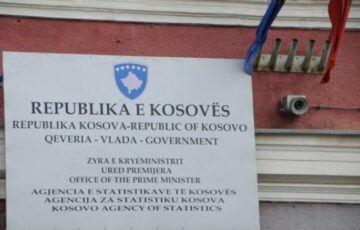 REPUBLIKA E KOSOVËS
REPUBLIKA KOSOVA-REPUBLIC OF KOSOVO
QEVERIA - VLADA - GOVERNMENT
ZYRA E KRYEMINISTRIT
URED PREMIJERA
OFFICE OF THE PRIME MINISTER
AGJENCIA E STATISTIKAVE TË KOSOVËS
AGENCIJA ZA STATISTIKU KOSOVA
KOSOVO AGENCY OF STATISTICS